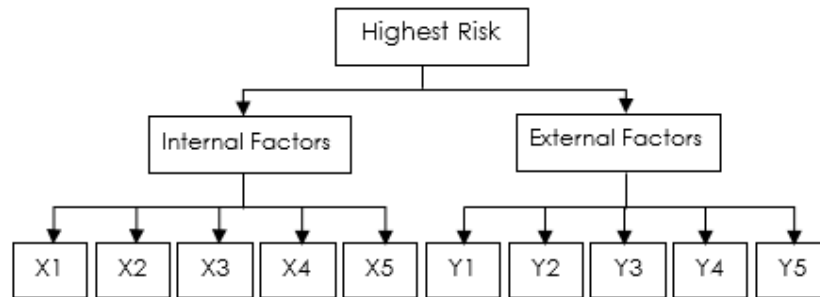 Highest Risk
Internal Factors
External Factors
X1
X2
X3
X4
X5
Y1
Y2
Y3
Y4
Y5